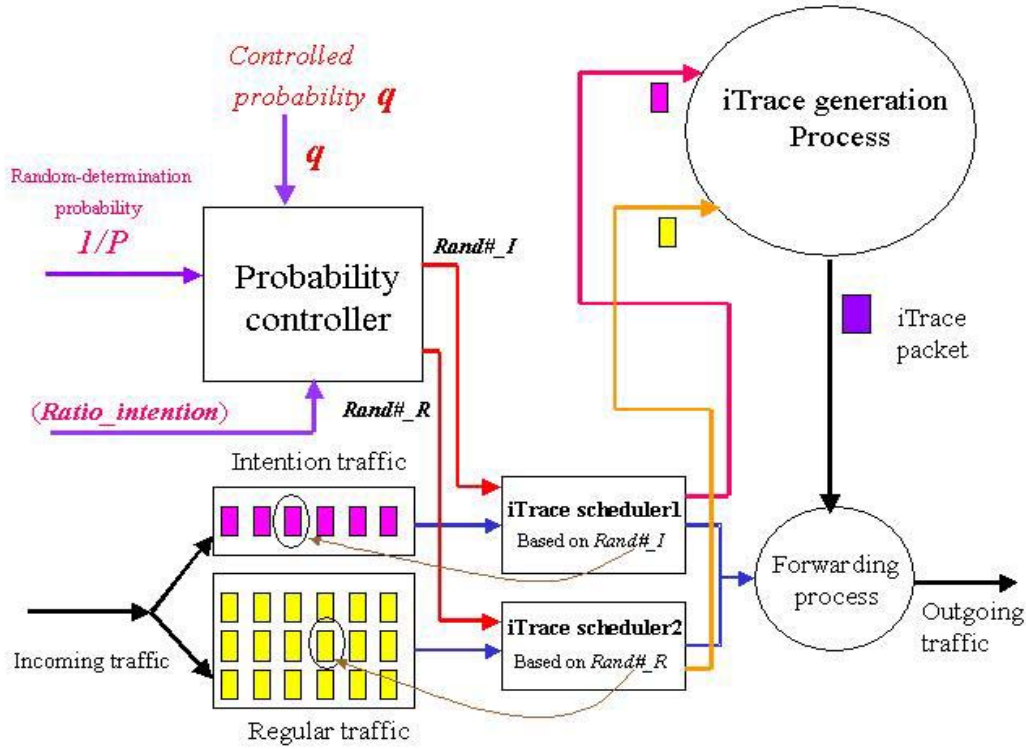 Controlled
probability q
q
iTrace generation
Process
Random-determination
probability
1/P
Rand#_I
Probability
controller
iTrace
packet
(Ratio_intention)
Rand#_R
Intention traffic
iTrace scheduler1
Based on Rand#_I
Forwarding
process
iTrace scheduler2
Based on Rand#_R
Outgoing
traffic
Incoming traffic
Regular traffic